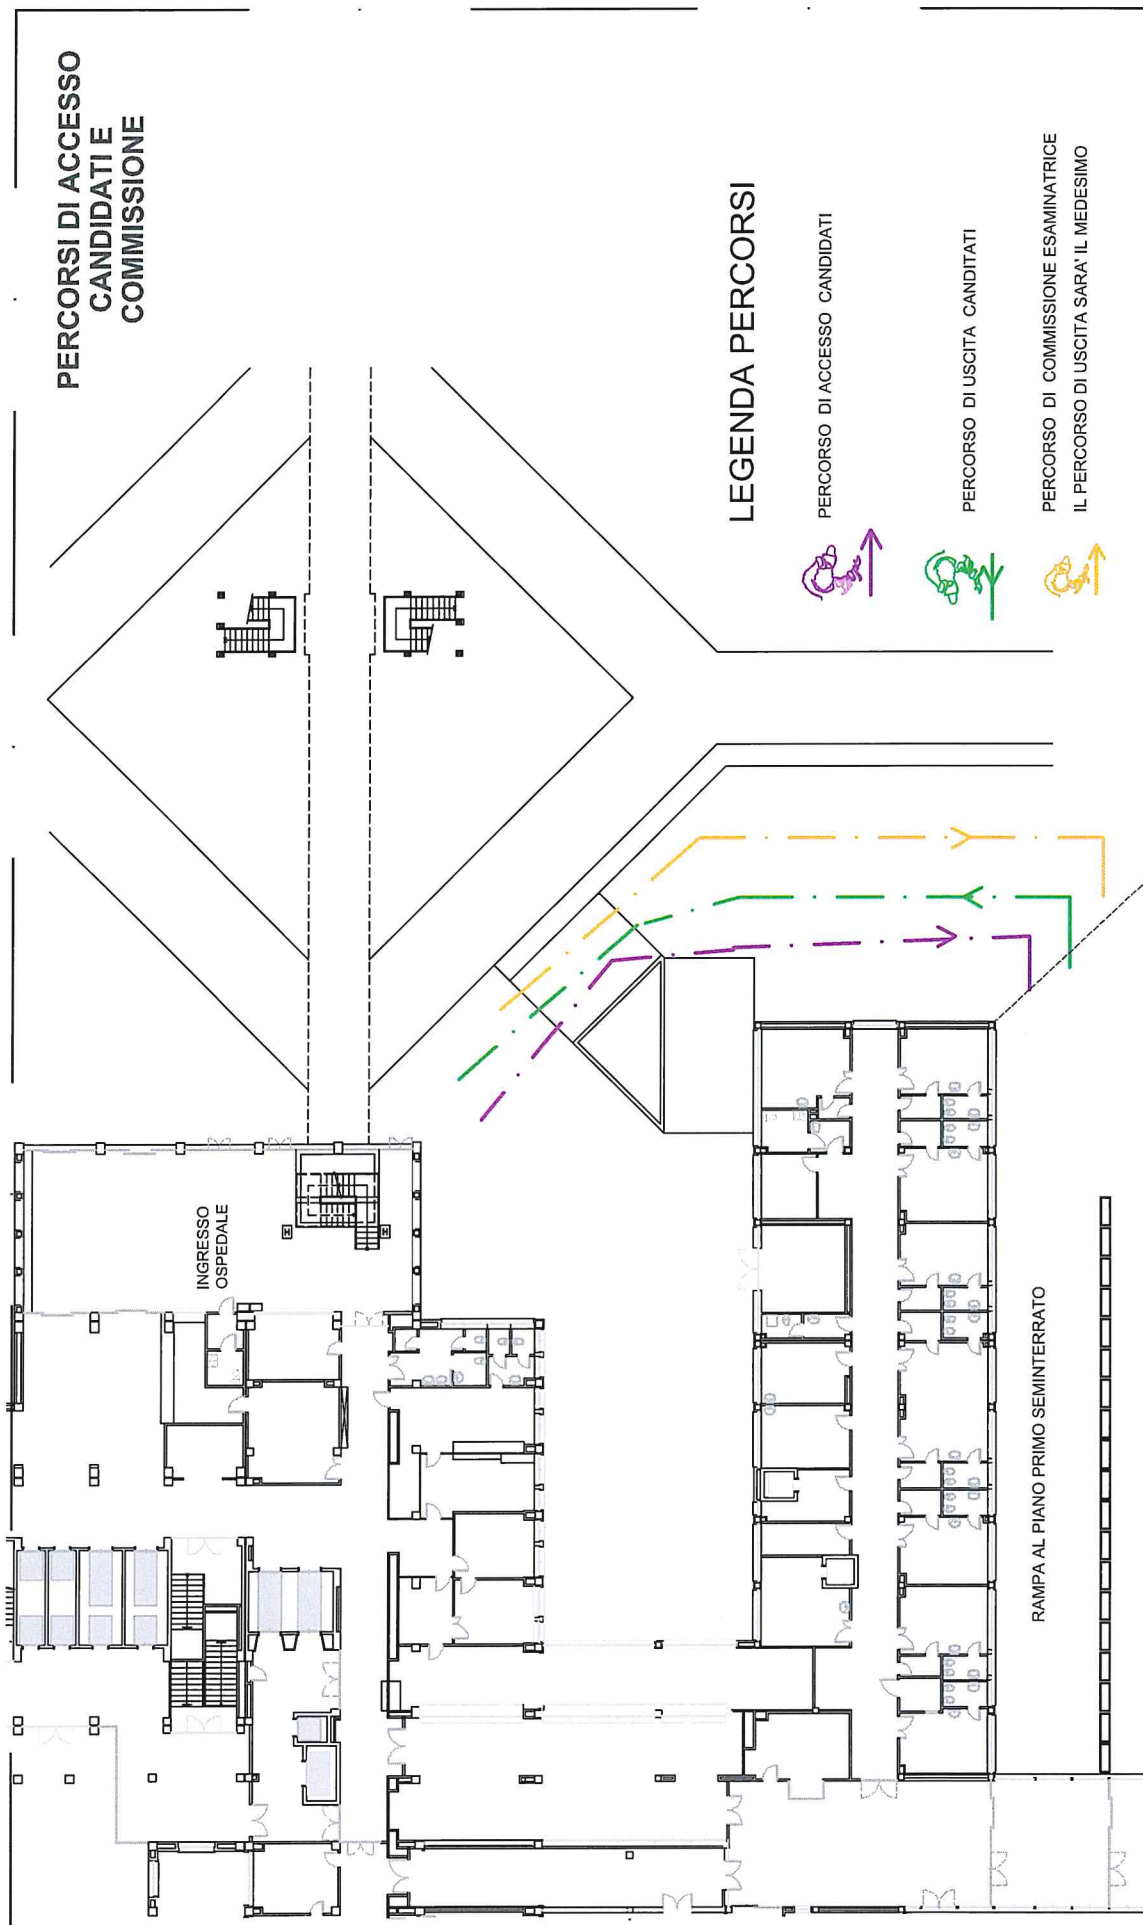 PERCORSI DI ACCESSO
CANDIDATI E
COMMISSIONE
LEGENDA PERCORSI
PERCORSO DI ACCESSO CANDIDATI
PERCORSO DI USCITA CANDITATI
PERCORSO DI COMMISSIONE ESAMINATRICE
IL PERCORSO DI USCITA SARA' IL MEDESIMO
INGRESSO
OSPEDALE
H
H
RAMPA AL PIANO PRIMO SEMINTERRATO